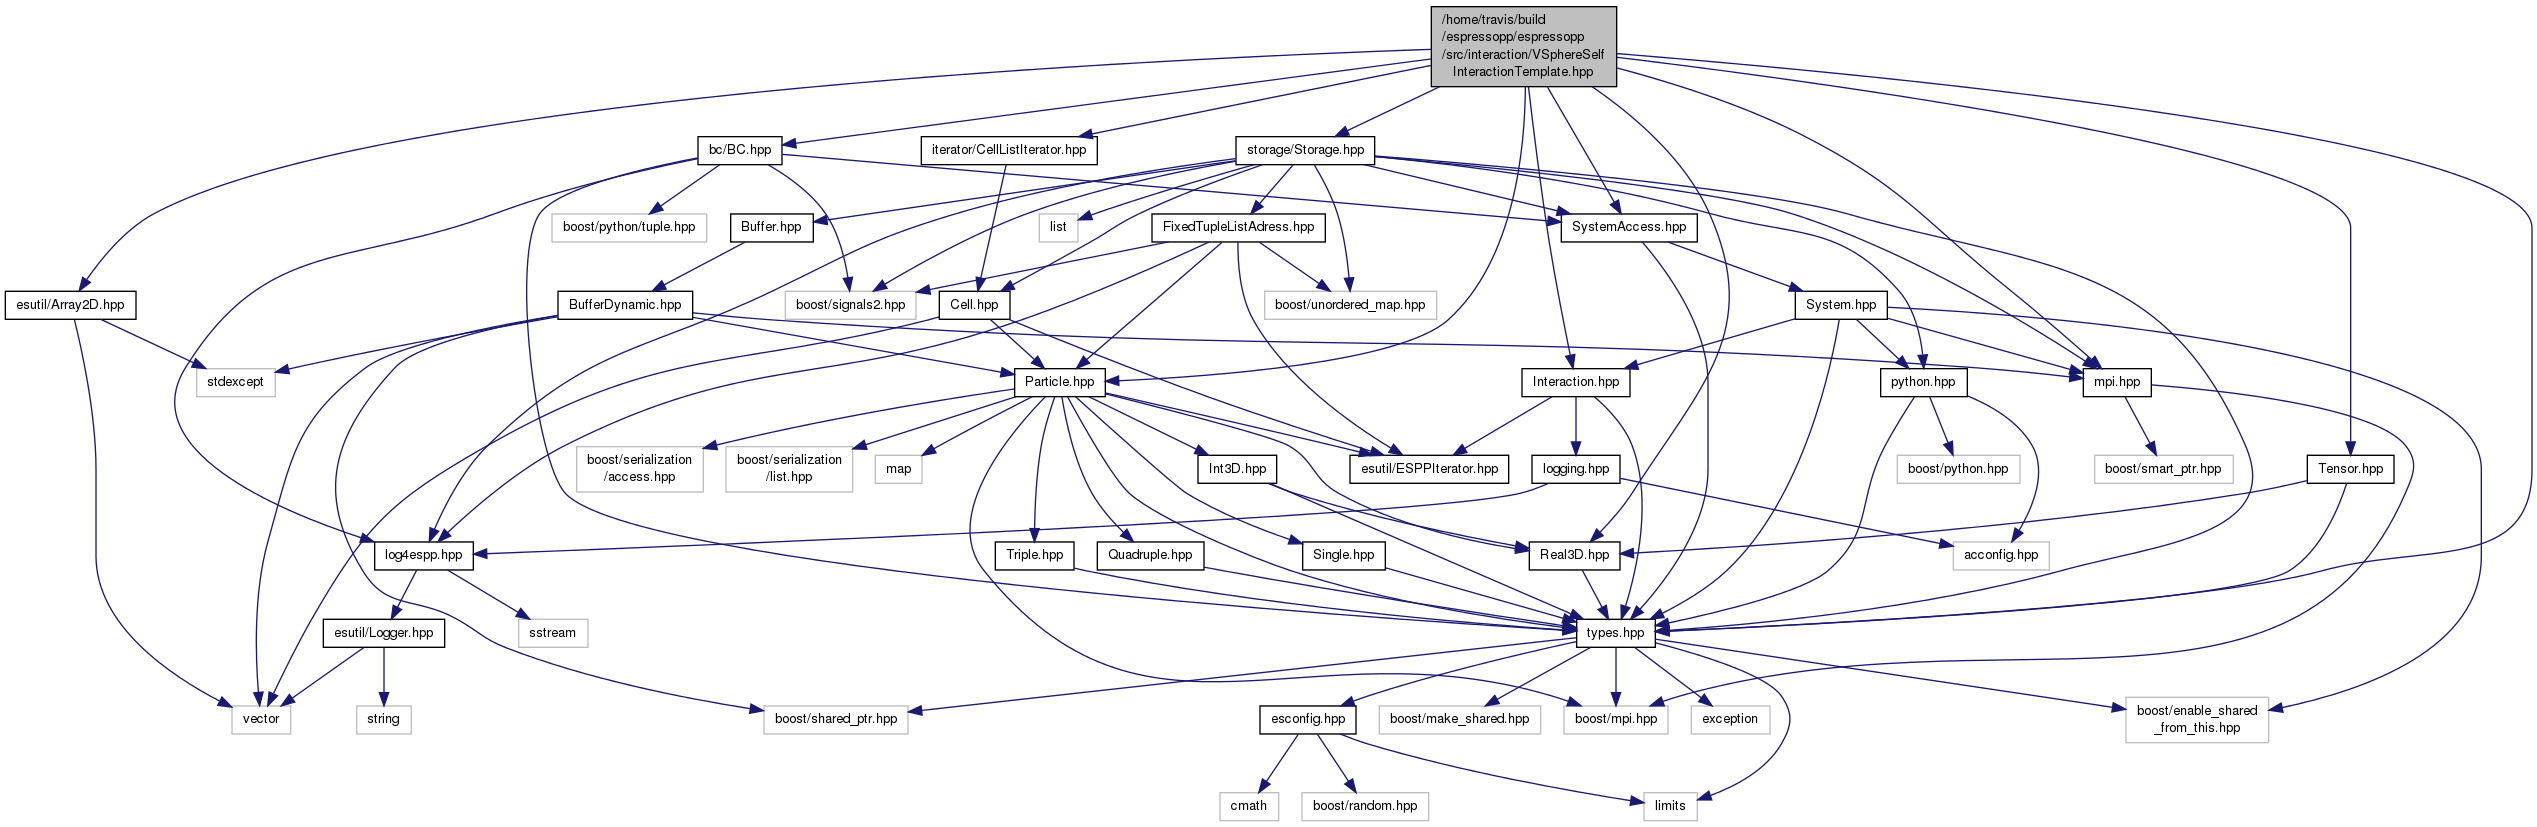 /home/travis/build
/espressopp/espressopp
/src/interaction/VSphereSelf
InteractionTemplate.hpp
bc/BC.hpp
iterator/CellListIterator.hpp
storage/Storage.hpp
boost/python/tuple.hpp
Buffer.hpp
list
FixedTupleListAdress.hpp
SystemAccess.hpp
esutil/Array2D.hpp
BufferDynamic.hpp
boost/signals2.hpp
Cell.hpp
boost/unordered_map.hpp
System.hpp
stdexcept
Particle.hpp
Interaction.hpp
python.hpp
mpi.hpp
boost/serialization
/access.hpp
boost/serialization
/list.hpp
map
Int3D.hpp
esutil/ESPPIterator.hpp
logging.hpp
boost/python.hpp
boost/smart_ptr.hpp
Tensor.hpp
log4espp.hpp
Triple.hpp
Quadruple.hpp
Single.hpp
Real3D.hpp
acconfig.hpp
esutil/Logger.hpp
sstream
types.hpp
vector
string
boost/shared_ptr.hpp
esconfig.hpp
boost/make_shared.hpp
boost/mpi.hpp
exception
boost/enable_shared
_from_this.hpp
cmath
boost/random.hpp
limits